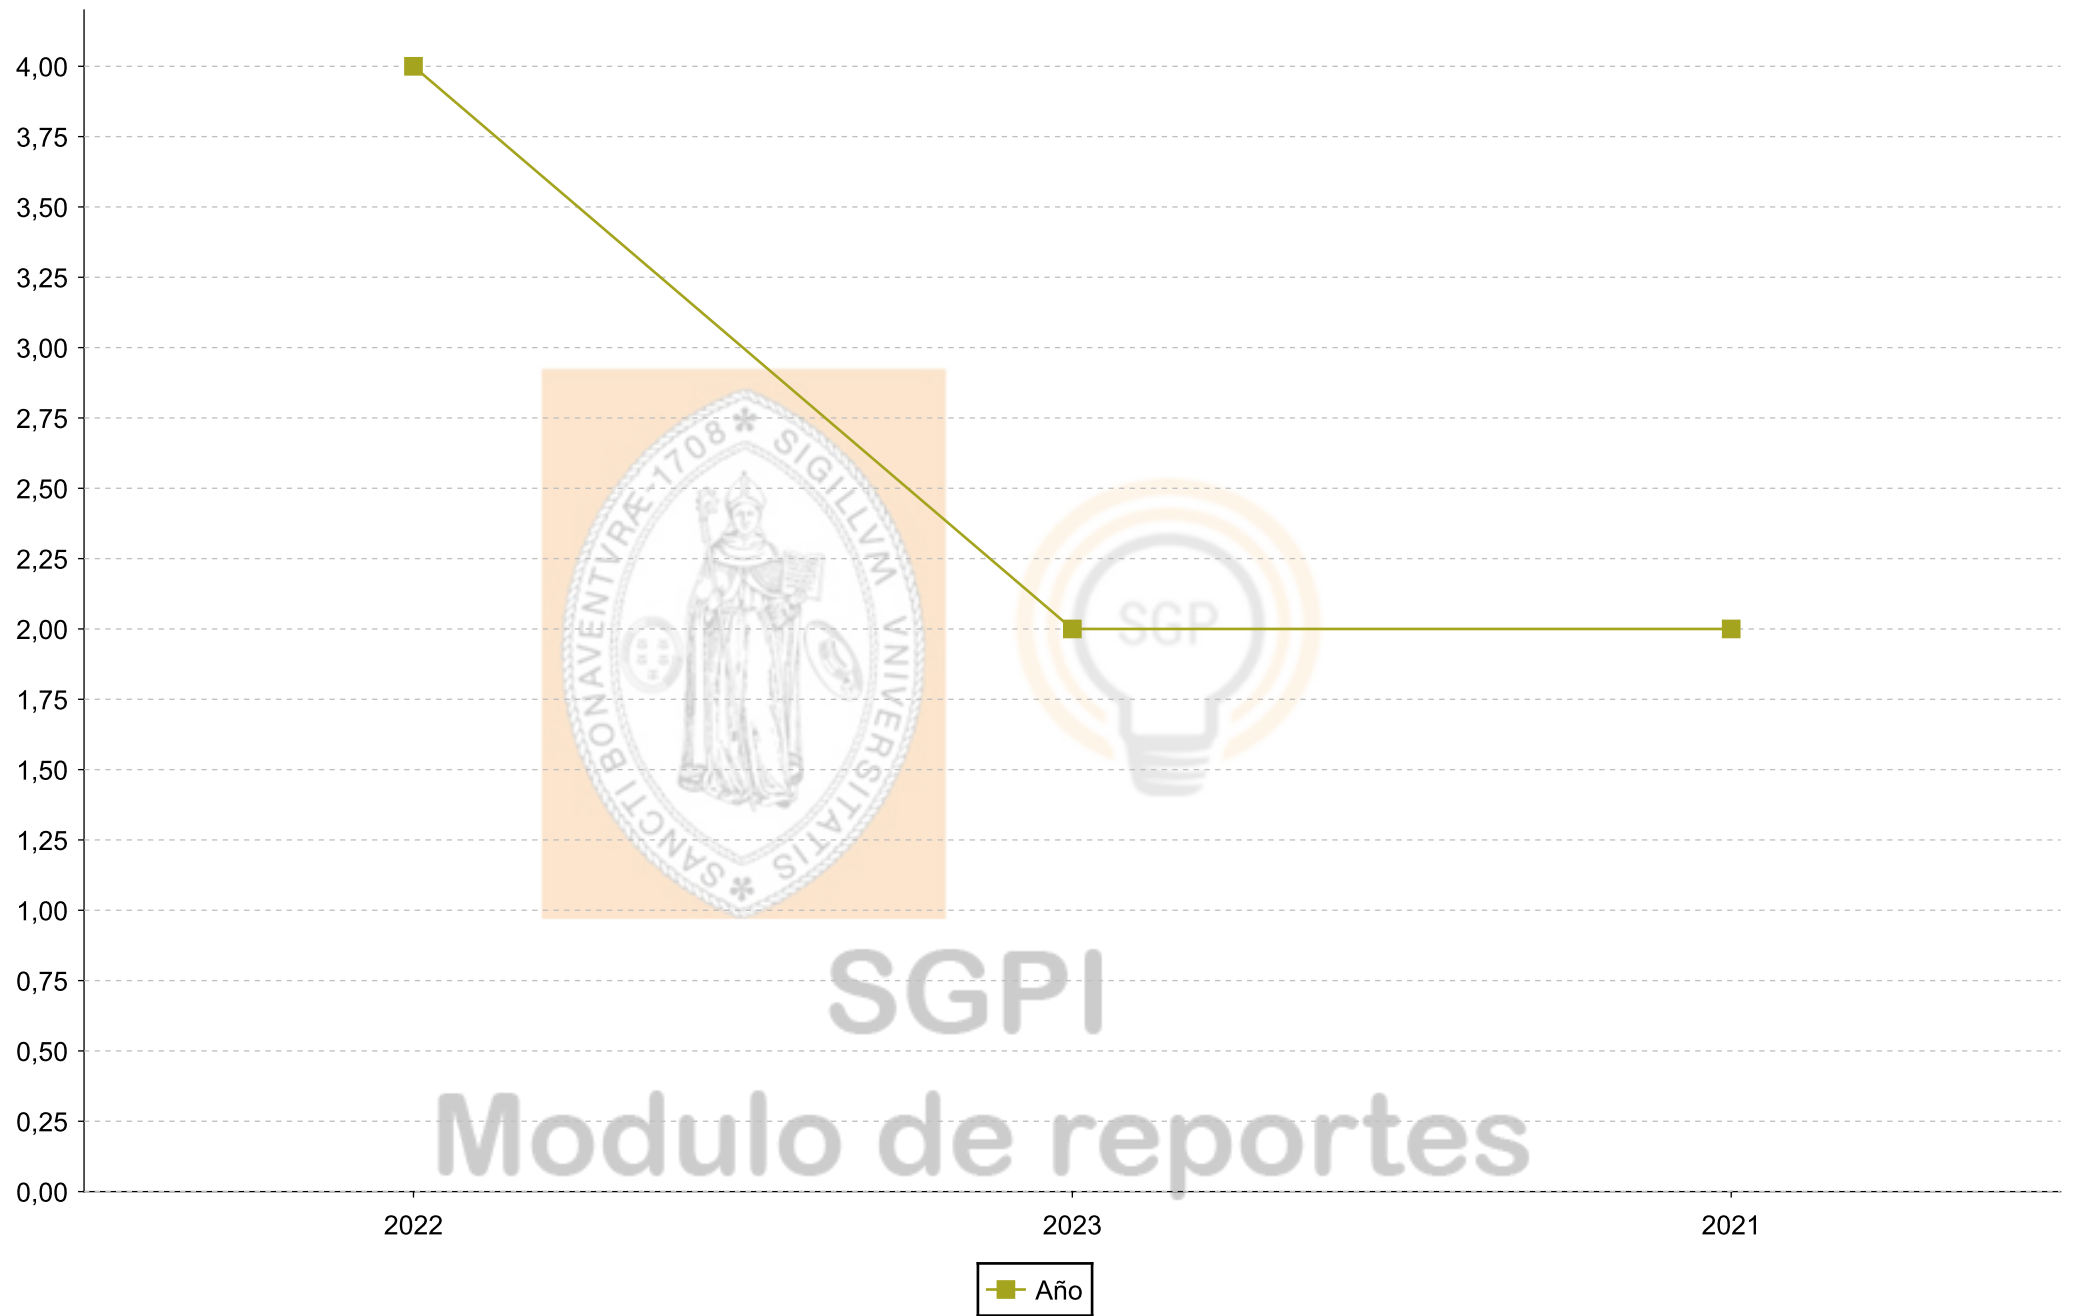 4,00
3,75
3,50
3,25
3,00
2,75
2,50
2,25
2,00
1,75
1,50
1,25
1,00
0,75
0,50
0,25
0,00
SANCTI BONAVENTVRÆ-1708 * SIGILLVM VNIVERSITATIS *
SGP
SGPI
Modulo de reportes
2022 2023 2021
Año